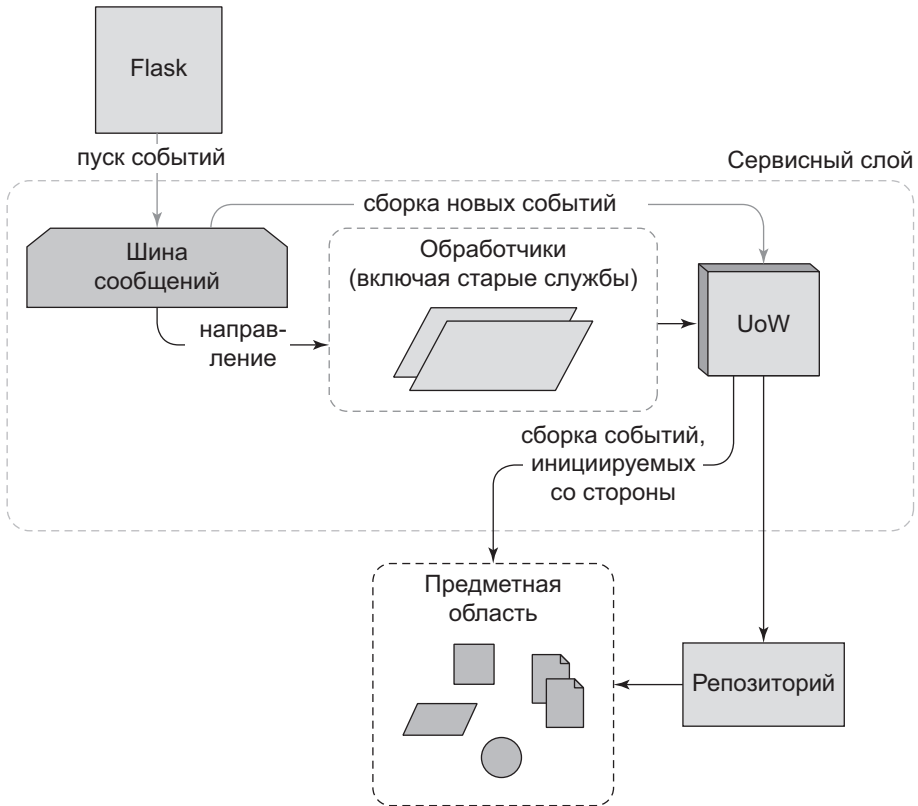 Flask
пуск событий
Сервисный слой
сборка новых событий
Шина
сообщений
Обработчики
(включая старые службы)
UoW
направ-
ление
сборка событий,
инициируемых
со стороны
Предметная
область
Репозиторий